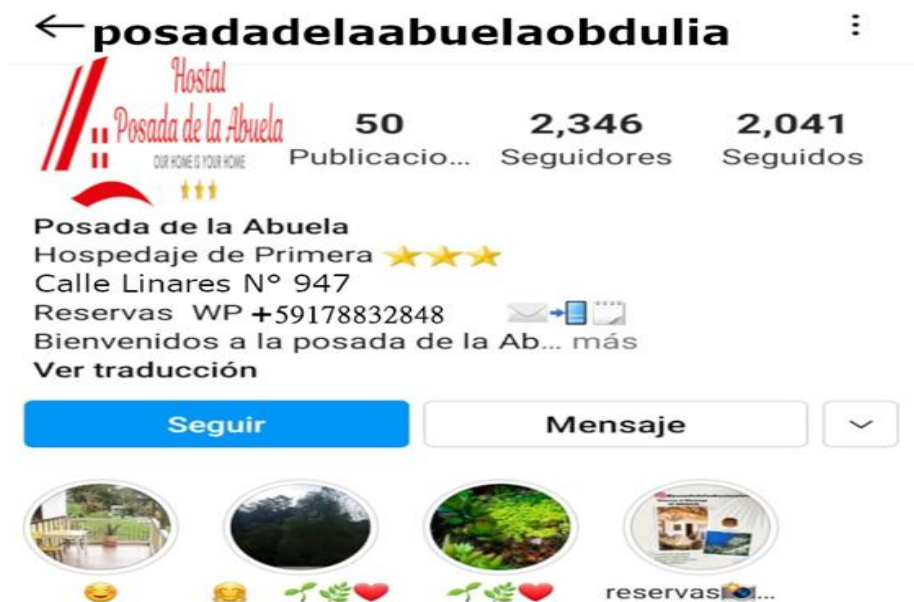 ← posadadelaabuelaobdulia
Hostal
Posada de la Abuela
OUR HOME IS YOUR HOME
50 2,346 2,041
Publicacio... Seguidores Seguidos
Posada de la Abuela
Hospedaje de Primera ⭐⭐⭐
Calle Linares N° 947
Reservas WP +59178832848 ✉️📲🗒️
Bienvenidos a la posada de la Ab... más
Ver traducción
Seguir Mensaje
😊 🤗 🌱🌿❤️ 🌱🌿❤️ reservas📸...